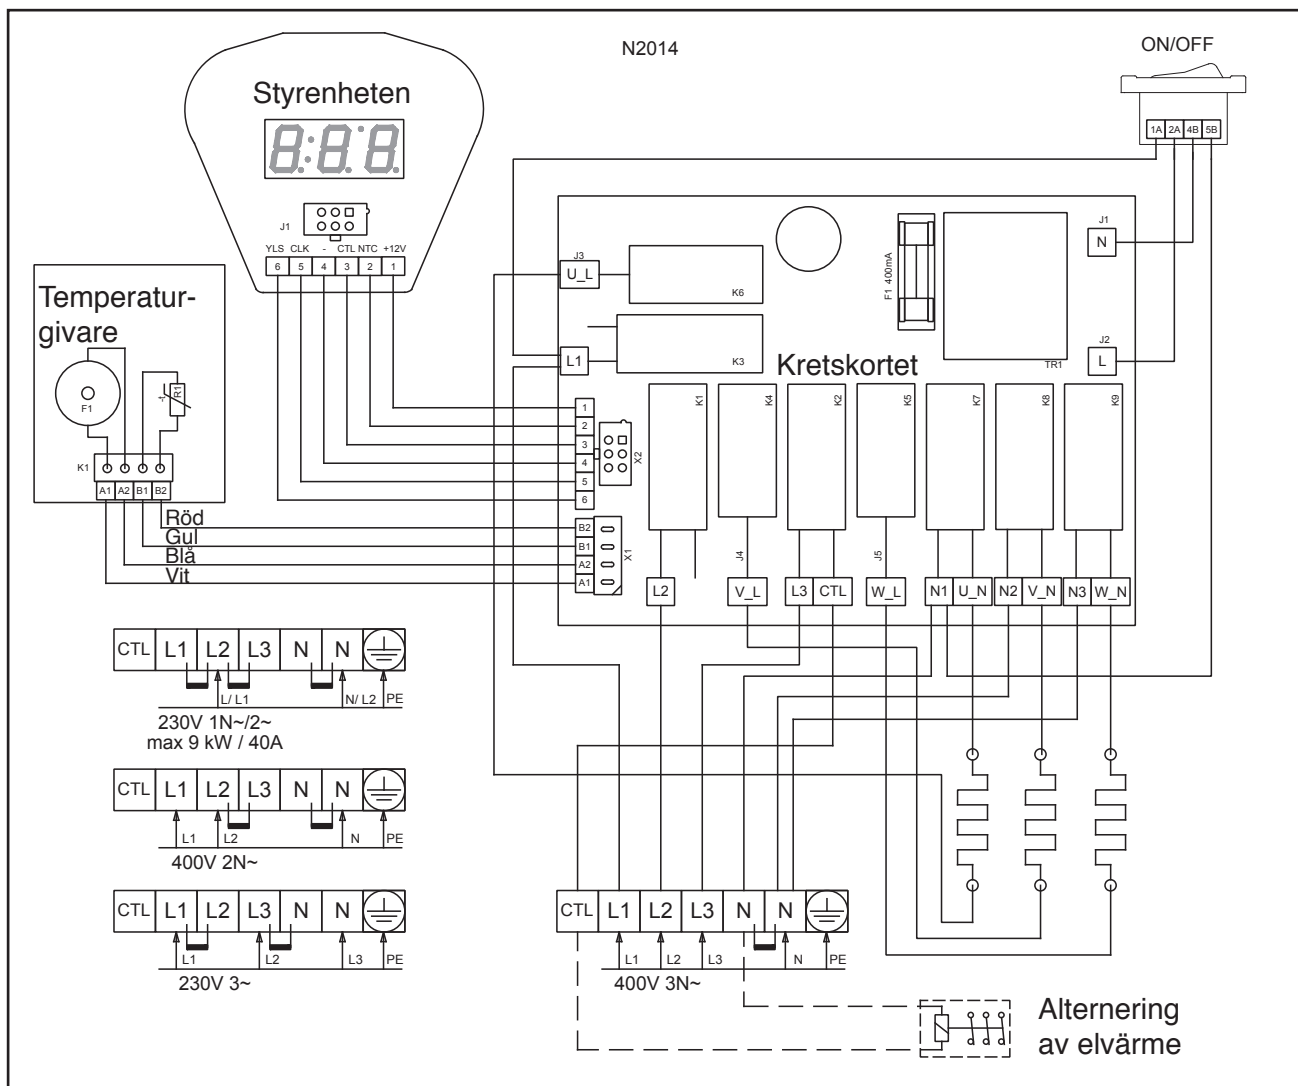 N2014
ON/OFF
1A 2A 4B 5B
Styrenheten
8:8.8.
J1
YLS CLK - CTL NTC +12V
6 5 4 3 2 1
Temperatur-
givare
F1
R1
-t
K1
A1 A2 B1 B2
Röd
Gul
Blå
Vit
J3
U_L
K6
L1
K3
Kretskortet
F1 400mA
TR1
J1
N
J2
L
1
2
3
4
5
6
X2
B2
B1
A2
A1
X1
K1
K4
K2
K5
K7
K8
K9
J4
J5
L2 V_L L3 CTL W_L N1 U_N N2 V_N N3 W_N
CTL L1 L2 L3 N N
L/ L1 N/ L2 PE
230V 1N~/2~
max 9 kW / 40A
CTL L1 L2 L3 N N
L1 L2 N PE
400V 2N~
CTL L1 L2 L3 N N
L1 L2 L3 PE
230V 3~
CTL L1 L2 L3 N N
L1 L2 L3 N PE
400V 3N~
Alternering
av elvärme